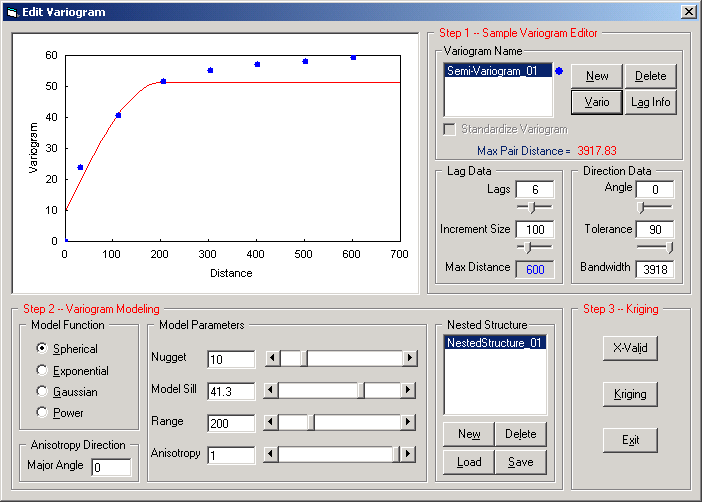 Edit Variogram
Step 1 -- Sample Variogram Editor
Variogram Name
Semi-Variogram_01
New
Delete
Vario
Lag Info
Standardize Variogram
Max Pair Distance = 3917.83
60
50
40
30
20
10
0
Variogram
0 100 200 300 400 500 600 700
Distance
Lag Data
Lags 6
Increment Size 100
Max Distance 600
Direction Data
Angle 0
Tolerance 90
Bandwidth 3918
Step 2 -- Variogram Modeling
Model Function
Spherical
Exponential
Gaussian
Power
Anisotropy Direction
Major Angle 0
Model Parameters
Nugget 10
Model Sill 41.3
Range 200
Anisotropy 1
Nested Structure
NestedStructure_01
New
Delete
Load
Save
Step 3 -- Kriging
X-Valid
Kriging
Exit